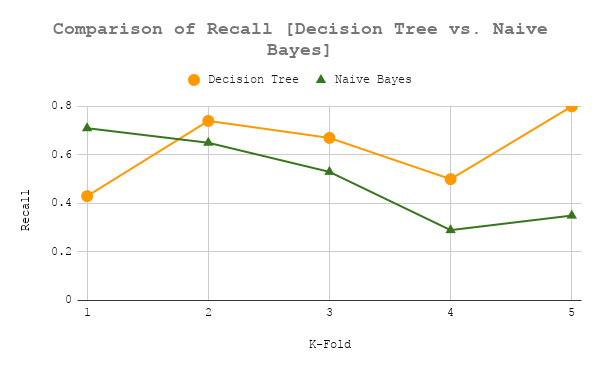 Comparison of Recall [Decision Tree vs. Naive
Bayes]
Decision Tree Naive Bayes
0.8
0.6
0.4
0.2
0
Recall
1 2 3 4 5
K-Fold